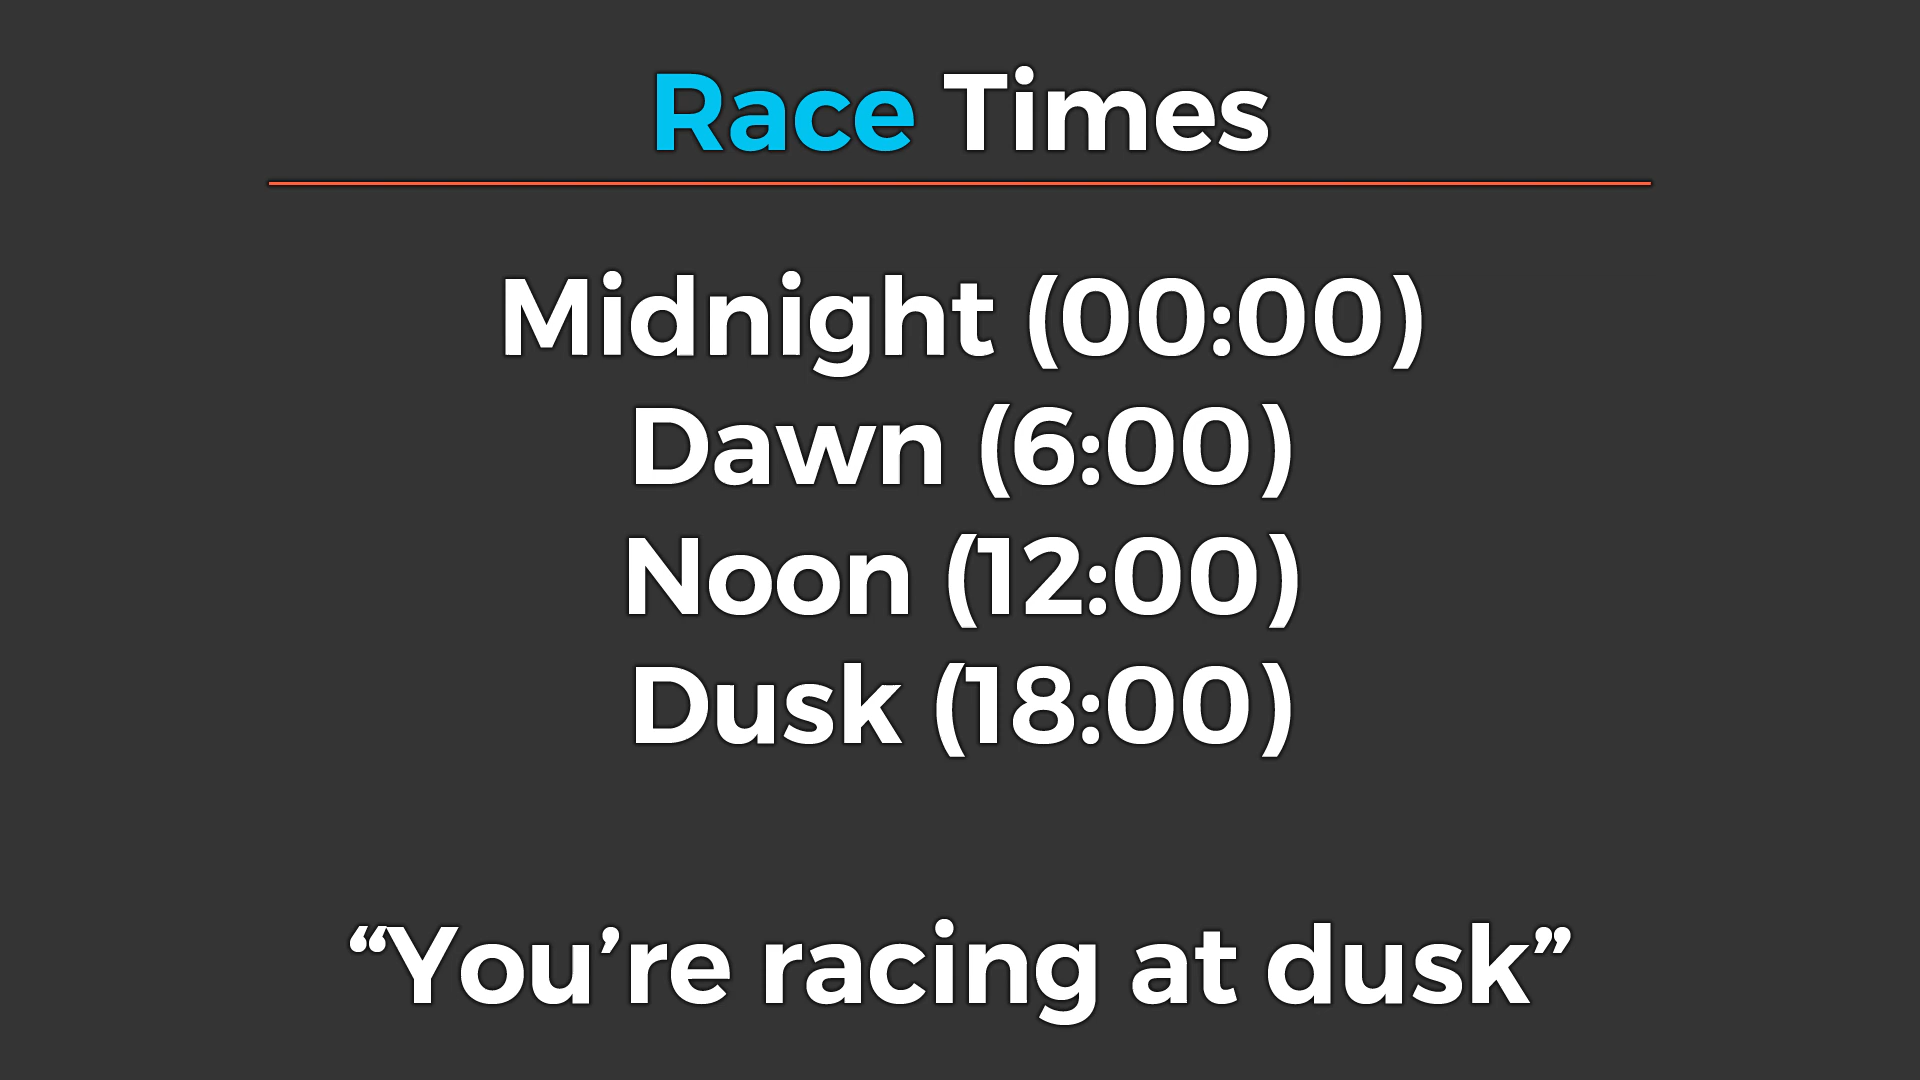 Race Times
Midnight (00:00)
Dawn (6:00)
Noon (12:00)
Dusk (18:00)
“You’re racing at dusk”